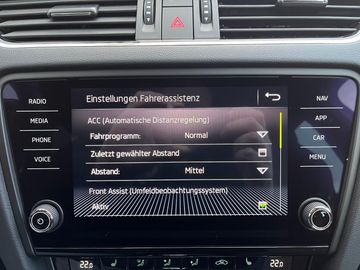 RADIO
MEDIA
PHONE
VOICE
Einstellungen Fahrerassistenz
ACC (Automatische Distanzregelung)
Fahrprogramm: Normal
Zuletzt gewählter Abstand
Abstand: Mittel
Front Assist (Umfeldbeobachtungssystem)
Aktiv
NAV
APP
CAR
MENU
22.0
22.0